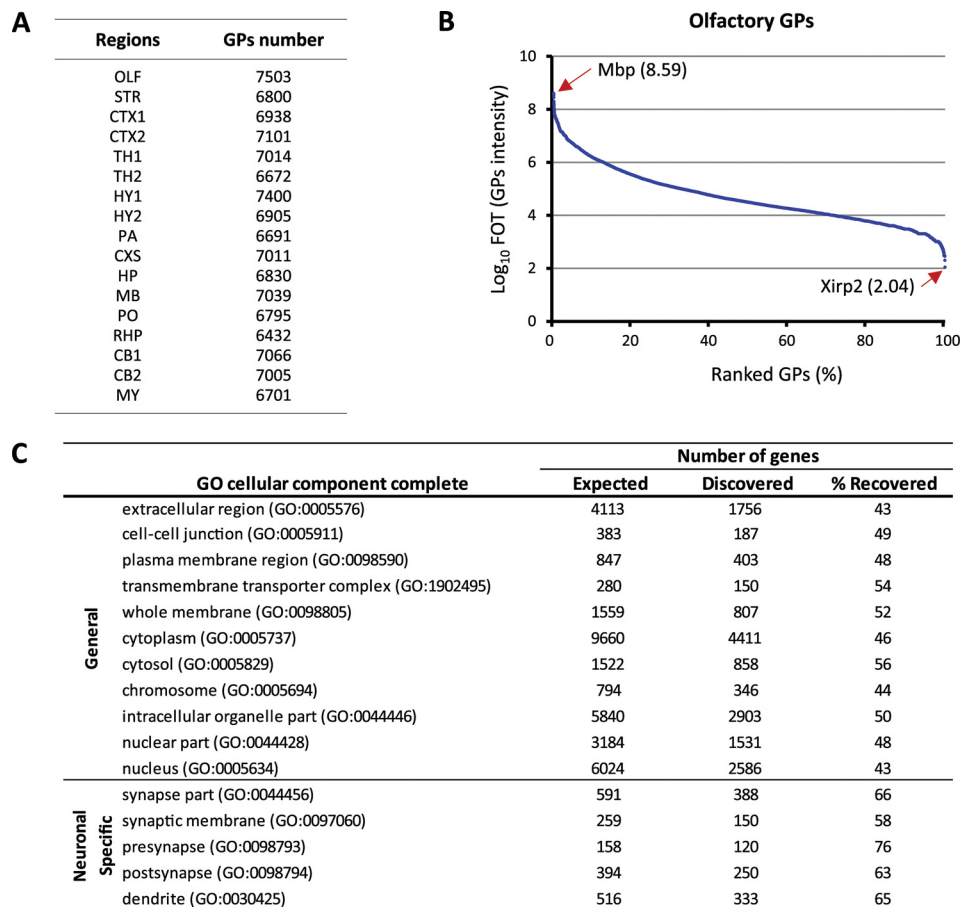 A
Regions GPs number
OLF 7503
STR 6800
CTX1 6938
CTX2 7101
TH1 7014
TH2 6672
HY1 7400
HY2 6905
PA 6691
CXS 7011
HP 6830
MB 7039
PO 6795
RHP 6432
CB1 7066
CB2 7005
MY 6701
B
Olfactory GPs
Log10 FOT (GPs intensity)
10
8
6
4
2
0
Mbp (8.59)
Xirp2 (2.04)
0 20 40 60 80 100
Ranked GPs (%)
C
Number of genes
GO cellular component complete Expected Discovered % Recovered
General
extracellular region (GO:0005576) 4113 1756 43
cell-cell junction (GO:0005911) 383 187 49
plasma membrane region (GO:0098590) 847 403 48
transmembrane transporter complex (GO:1902495) 280 150 54
whole membrane (GO:0098805) 1559 807 52
cytoplasm (GO:0005737) 9660 4411 46
cytosol (GO:0005829) 1522 858 56
chromosome (GO:0005694) 794 346 44
intracellular organelle part (GO:0044446) 5840 2903 50
nuclear part (GO:0044428) 3184 1531 48
nucleus (GO:0005634) 6024 2586 43
Neuronal
Specific
synapse part (GO:0044456) 591 388 66
synaptic membrane (GO:0097060) 259 150 58
presynapse (GO:0098793) 158 120 76
postsynapse (GO:0098794) 394 250 63
dendrite (GO:0030425) 516 333 65